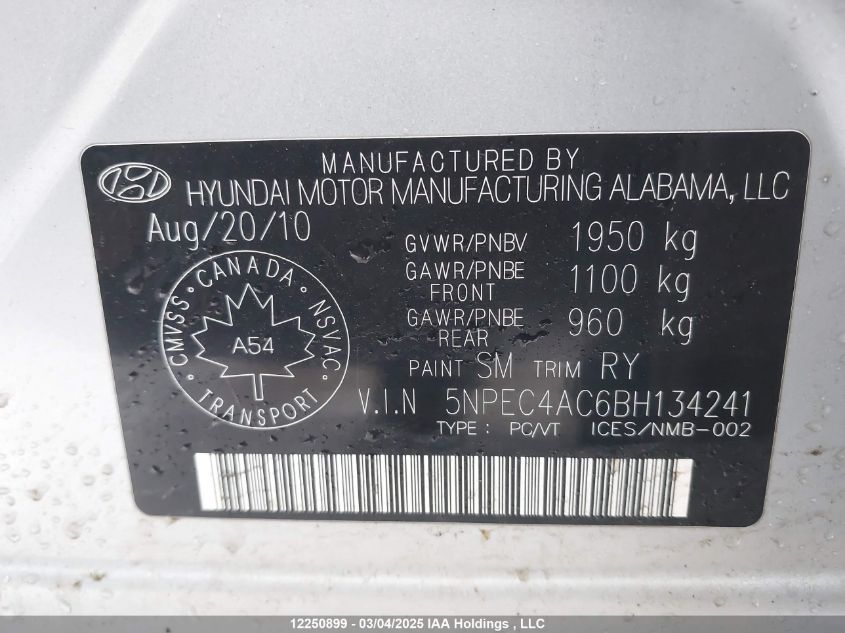 MANUFACTURED BY
HYUNDAI MOTOR MANUFACTURING ALABAMA, LLC
Aug/20/10
GVWR/PNBV 1950 kg
GAWR/PNBE FRONT 1100 kg
GAWR/PNBE REAR 960 kg
CANADA
CMVSS · NSVAC
A54
TRANSPORT
PAINT SM TRIM RY
V.I.N 5NPEC4AC6BH134241
TYPE : PC/VT ICES/NMB-002
12250899 - 03/04/2025 IAA Holdings , LLC